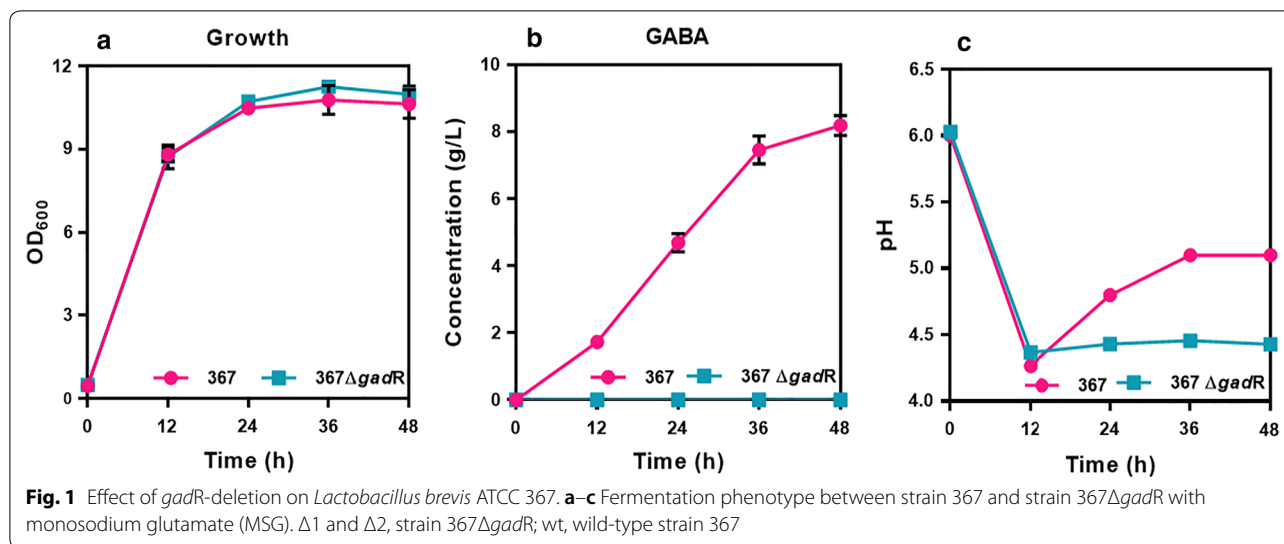 a Growth
12
9
6
3
0
OD600
367 367ΔgadR
0 12 24 36 48
Time (h)
b GABA
10
8
6
4
2
0
Concentration (g/L)
367 367 ΔgadR
0 12 24 36 48
Time (h)
c
6.5
6.0
5.5
5.0
4.5
4.0
pH
367 367 ΔgadR
0 12 24 36 48
Time (h)
Fig. 1 Effect of gadR-deletion on Lactobacillus brevis ATCC 367. a–c Fermentation phenotype between strain 367 and strain 367ΔgadR with
monosodium glutamate (MSG). Δ1 and Δ2, strain 367ΔgadR; wt, wild-type strain 367